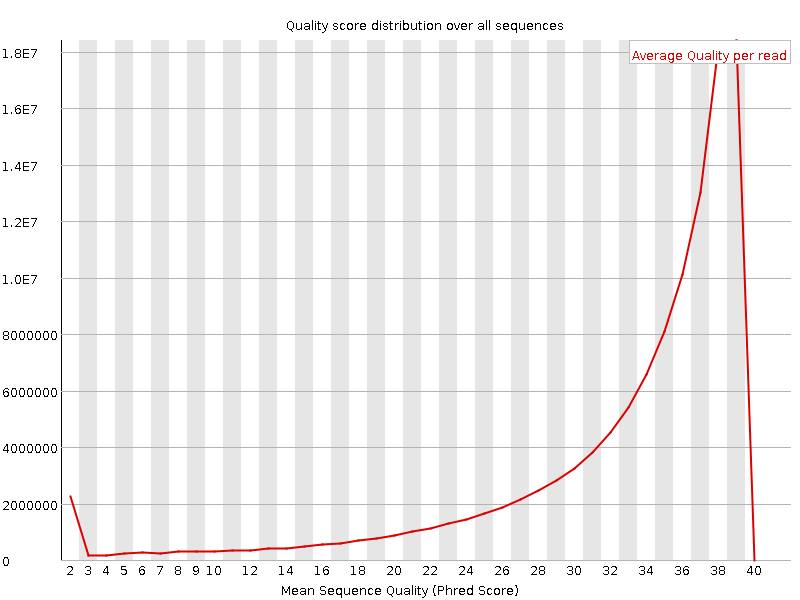 Quality score distribution over all sequences
Average Quality per read
1.8E7
1.6E7
1.4E7
1.2E7
1.0E7
8000000
6000000
4000000
2000000
0
2 3 4 5 6 7 8 9 10 12 14 16 18 20 22 24 26 28 30 32 34 36 38 40
Mean Sequence Quality (Phred Score)